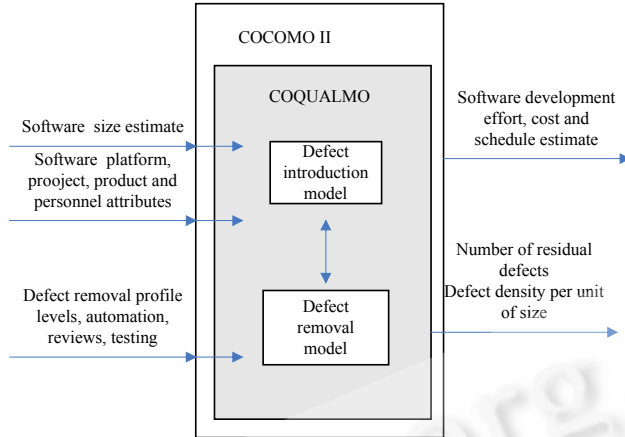 COCOMO II
COQUALMO
Software size estimate
Software platform,
prooject, product and
personnel attributes
Defect removal profile
levels, automation,
reviews, testing
Defect
introduction model
Defect
removal model
Software development
effort, cost and
schedule estimate
Number of residual
defects
Defect density per unit
of size
org